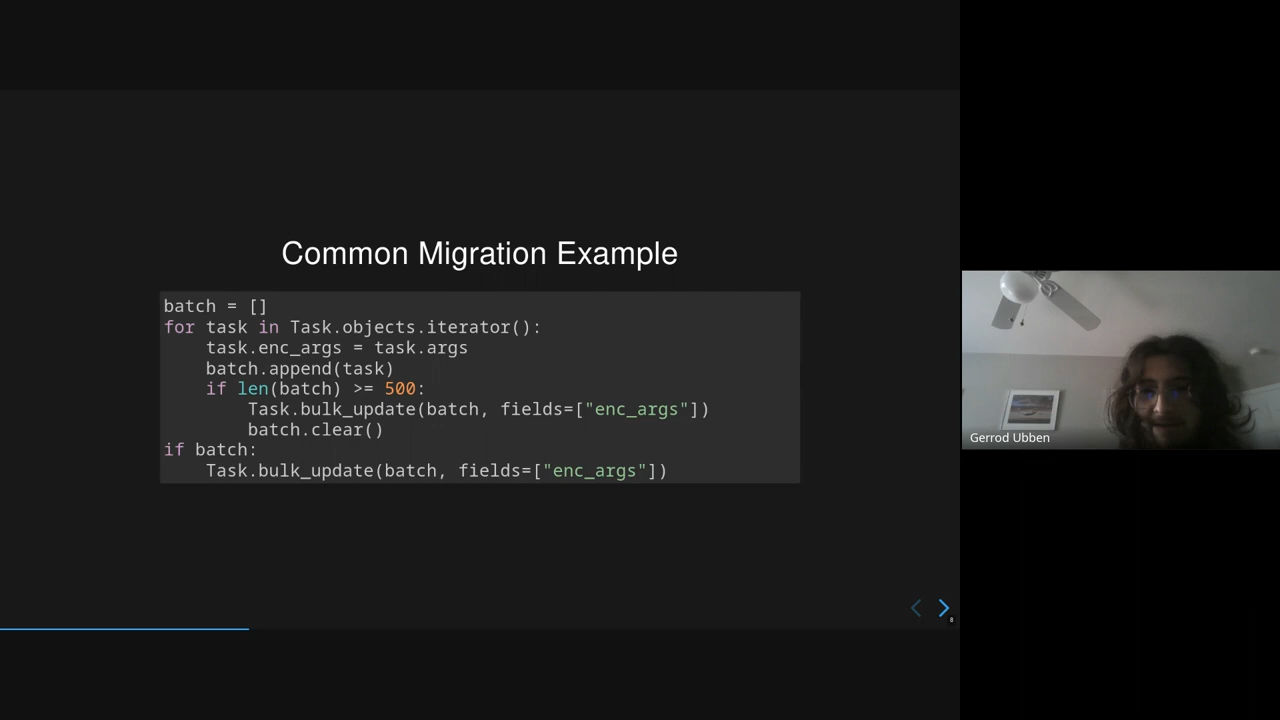 Common Migration Example
batch = []
for task in Task.objects.iterator():
    task.enc_args = task.args
    batch.append(task)
    if len(batch) >= 500:
        Task.bulk_update(batch, fields=["enc_args"])
        batch.clear()
if batch:
    Task.bulk_update(batch, fields=["enc_args"])
8
Gerrod Ubben